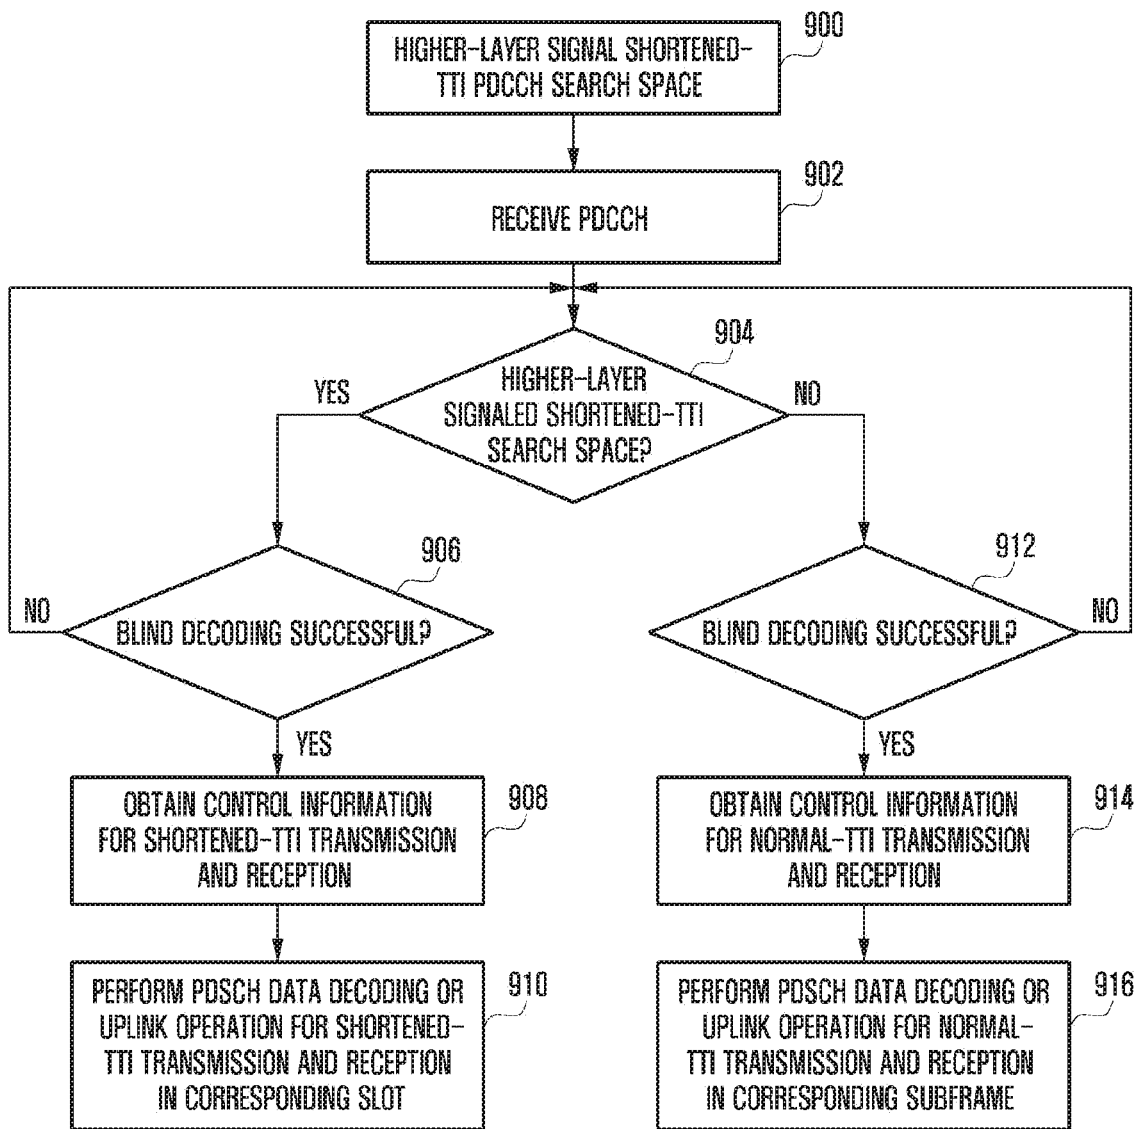 900
HIGHER-LAYER SIGNAL SHORTENED-
TTI PDCCH SEARCH SPACE
902
RECEIVE PDCCH
904
HIGHER-LAYER
SIGNALED SHORTENED-TTI
SEARCH SPACE?
YES
NO
906
BLIND DECODING SUCCESSFUL?
NO
YES
912
BLIND DECODING SUCCESSFUL?
NO
YES
908
OBTAIN CONTROL INFORMATION
FOR SHORTENED-TTI TRANSMISSION
AND RECEPTION
914
OBTAIN CONTROL INFORMATION
FOR NORMAL-TTI TRANSMISSION
AND RECEPTION
910
PERFORM PDSCH DATA DECODING OR
UPLINK OPERATION FOR SHORTENED-
TTI TRANSMISSION AND RECEPTION
IN CORRESPONDING SLOT
916
PERFORM PDSCH DATA DECODING OR
UPLINK OPERATION FOR NORMAL-
TTI TRANSMISSION AND RECEPTION
IN CORRESPONDING SUBFRAME